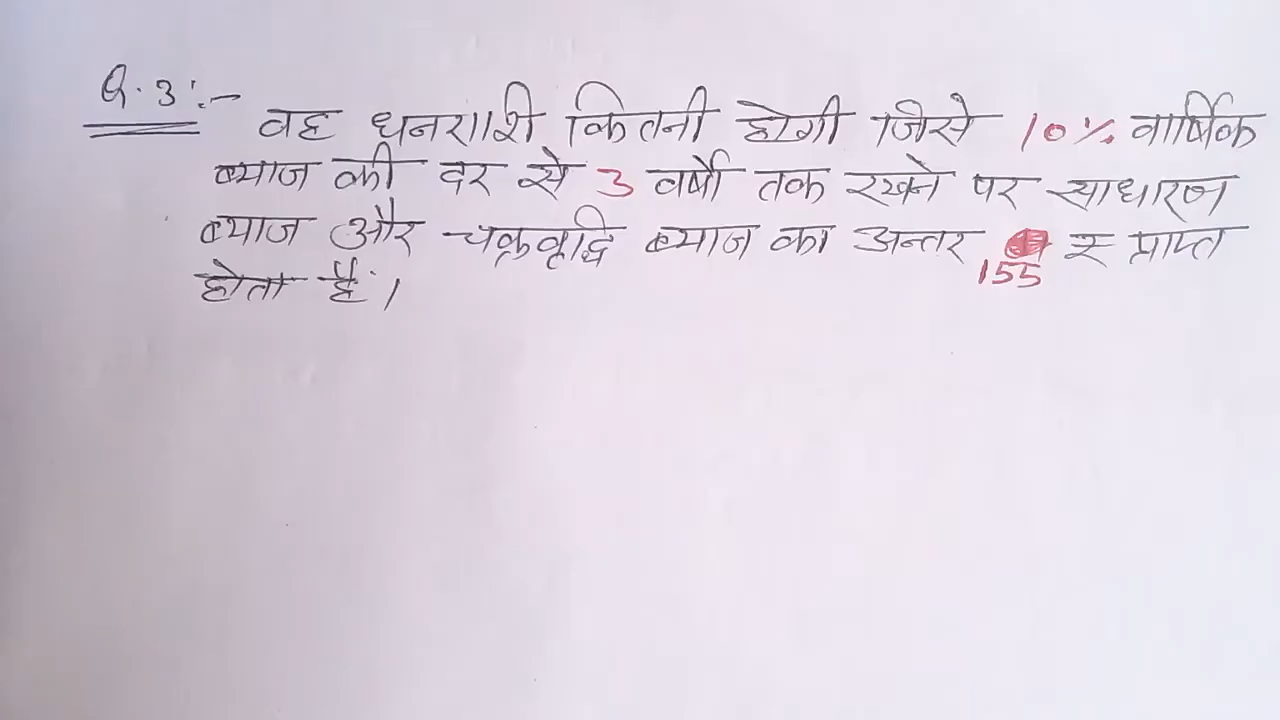 Q.3:-
वह धनराशि कितनी होगी जिसे 10% वार्षिक
ब्याज की दर से 3 वर्षो तक रखने पर साधारण
ब्याज और चक्रवृद्धि ब्याज का अन्तर 155 रु प्राप्त
होता है।